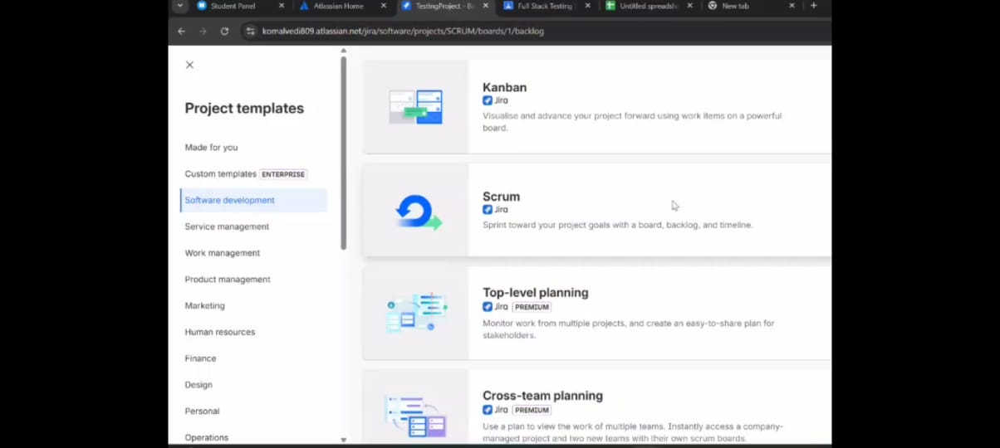 Student Panel
Atlassian Home
TestingProject - B
Full Stack Testing
Untitled spreadsh
New tab
komalvedi809.atlassian.net/jira/software/projects/SCRUM/boards/1/backlog
Project templates
Made for you
Custom templates ENTERPRISE
Software development
Service management
Work management
Product management
Marketing
Human resources
Finance
Design
Personal
Operations
Kanban
Jira
Visualise and advance your project forward using work items on a powerful
board.
Scrum
Jira
Sprint toward your project goals with a board, backlog, and timeline.
Top-level planning
Jira PREMIUM
Monitor work from multiple projects, and create an easy-to-share plan for
stakeholders.
Cross-team planning
Jira PREMIUM
Use a plan to view the work of multiple teams. Instantly access a company-
managed project and two new teams with their own scrum boards.